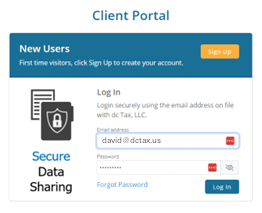 Client Portal
New Users
First time visitors, click Sign Up to create your account.
Sign Up
Secure
Data
Sharing
Log In
Login securely using the email address on file
with dc Tax, LLC.
Email address
david@dctax.us
Password
•••••••••
Forgot Password
Log In